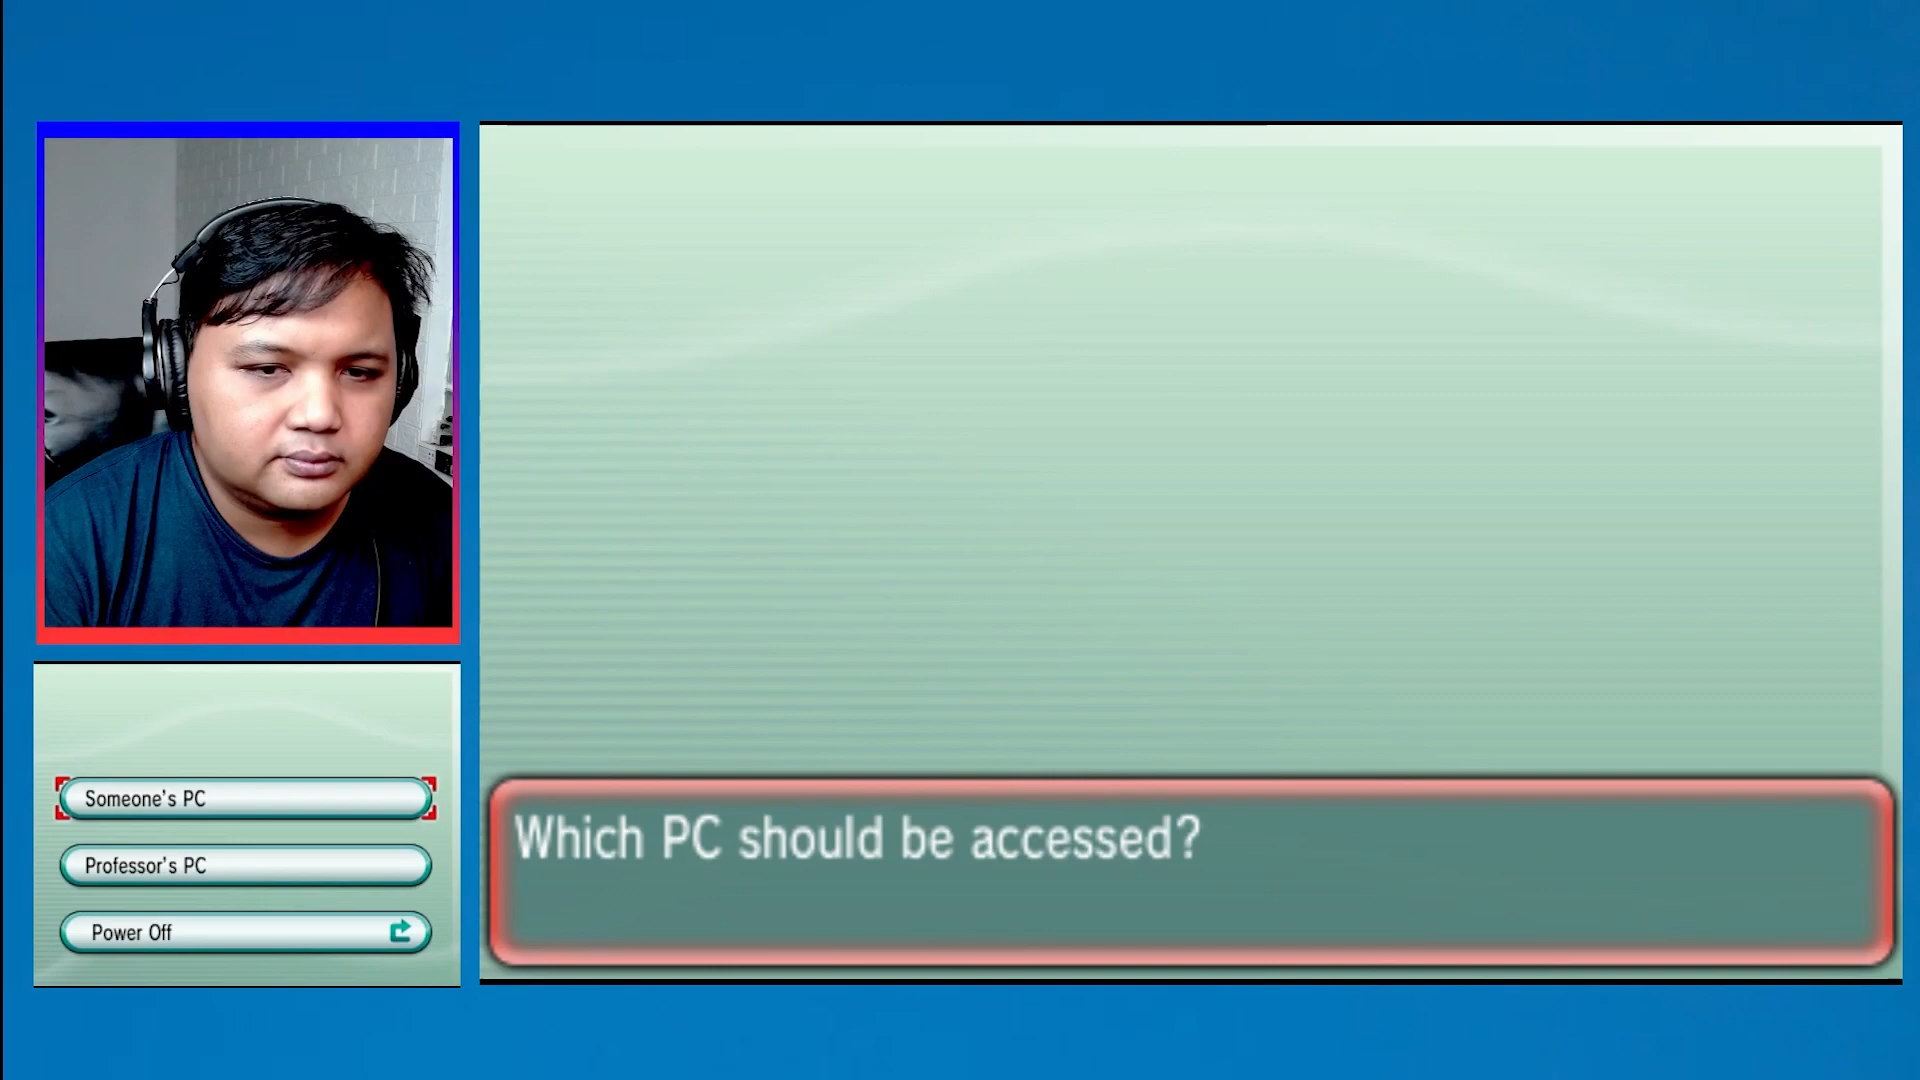 Someone's PC
Professor's PC
Power Off
Which PC should be accessed?